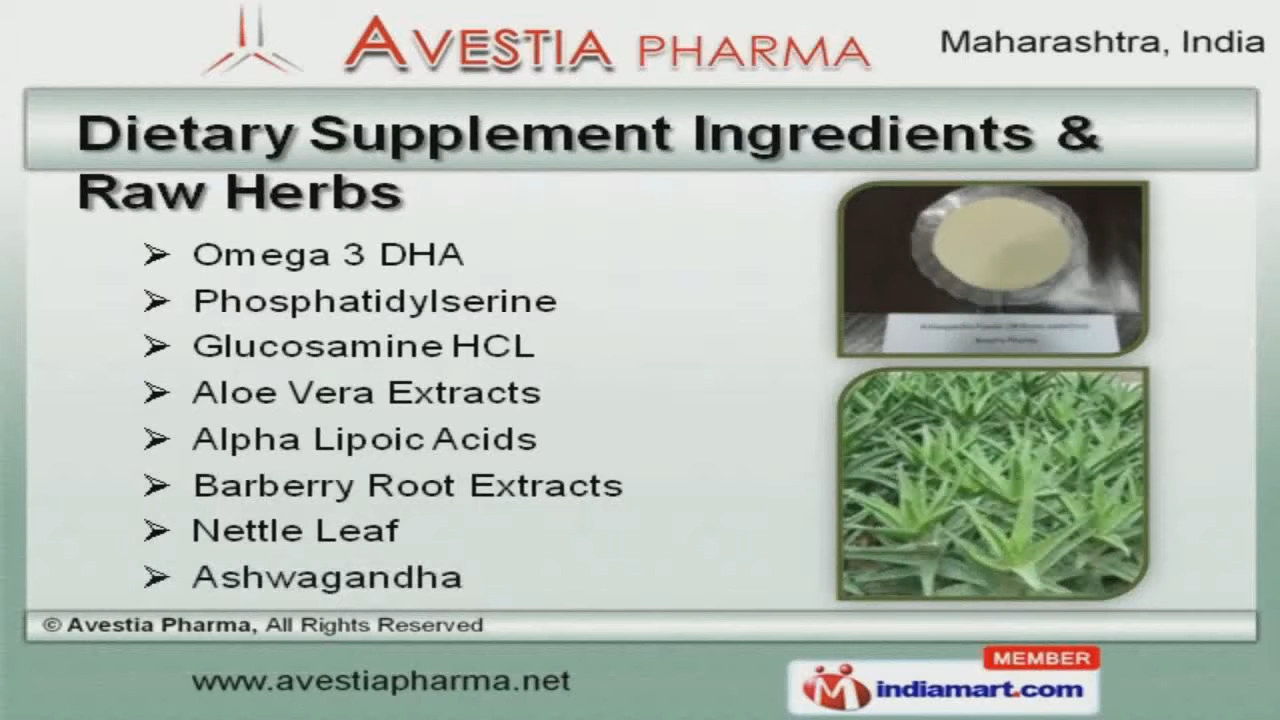 AVESTIA PHARMA
Maharashtra, India
Dietary Supplement Ingredients &
Raw Herbs
➢ Omega 3 DHA
➢ Phosphatidylserine
➢ Glucosamine HCL
➢ Aloe Vera Extracts
➢ Alpha Lipoic Acids
➢ Barberry Root Extracts
➢ Nettle Leaf
➢ Ashwagandha
© Avestia Pharma, All Rights Reserved
www.avestiapharma.net
MEMBER
indiamart.com